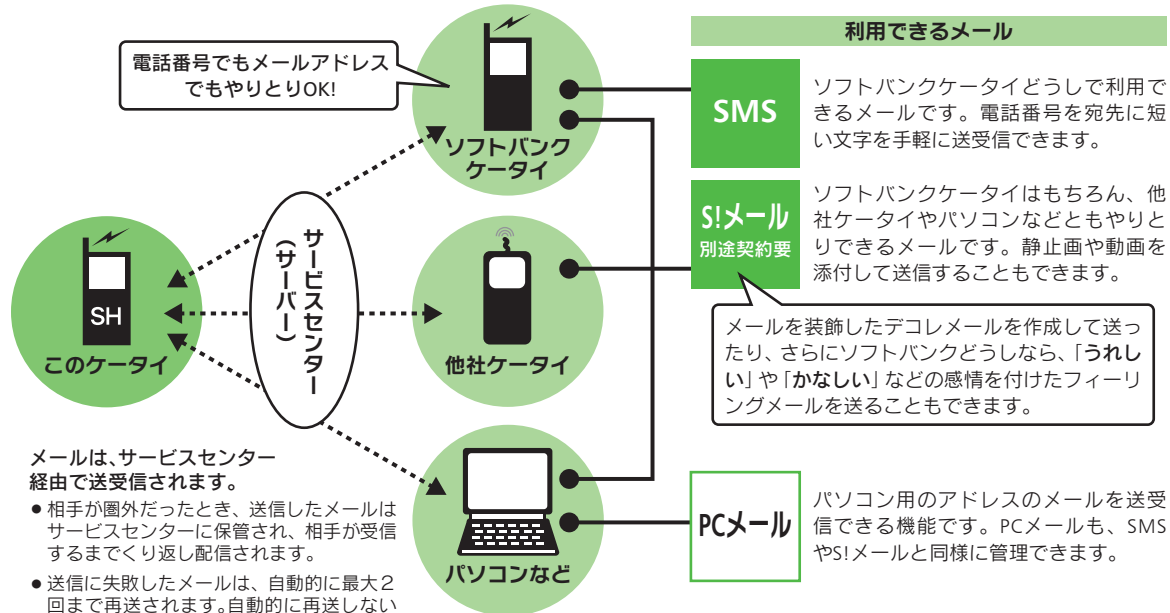 電話番号でもメールアドレス
でもやりとりOK!
ソフトバンク
ケータイ
サービスセンター
(サーバー)
SH
このケータイ
他社ケータイ
パソコンなど
メールは、サービスセンター
経由で送受信されます。
● 相手が圏外だったとき、送信したメールは
サービスセンターに保管され、相手が受信
するまでくり返し配信されます。
● 送信に失敗したメールは、自動的に最大2
回まで再送されます。自動的に再送しない
利用できるメール
SMS
ソフトバンクケータイどうしで利用で
きるメールです。電話番号を宛先に短
い文字を手軽に送受信できます。
S!メール
別途契約要
ソフトバンクケータイはもちろん、他
社ケータイやパソコンなどともやりと
りできるメールです。静止画や動画を
添付して送信することもできます。
メールを装飾したデコレメールを作成して送っ
たり、さらにソフトバンクどうしなら、「うれし
い」や「かなしい」などの感情を付けたフィーリ
ングメールを送ることもできます。
PCメール
パソコン用のアドレスのメールを送受
信できる機能です。PCメールも、SMS
やS!メールと同様に管理できます。